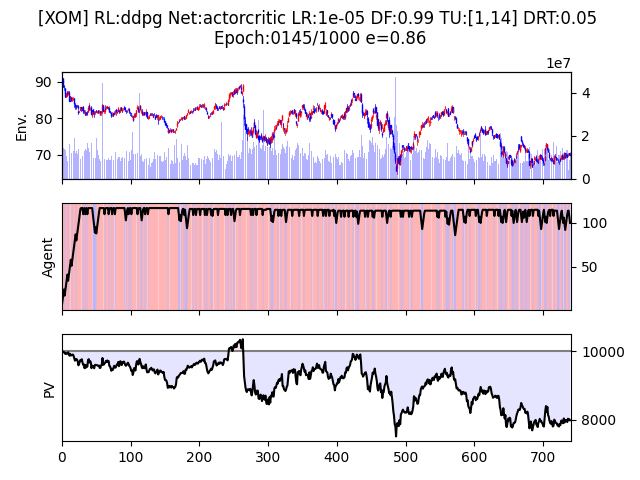 [XOM] RL:ddpg Net:actorcritic LR:1e-05 DF:0.99 TU:[1,14] DRT:0.05
Epoch:0145/1000 e=0.86
1e7
Env.
90
80
70
4
2
0
Agent
100
50
PV
10000
8000
0 100 200 300 400 500 600 700